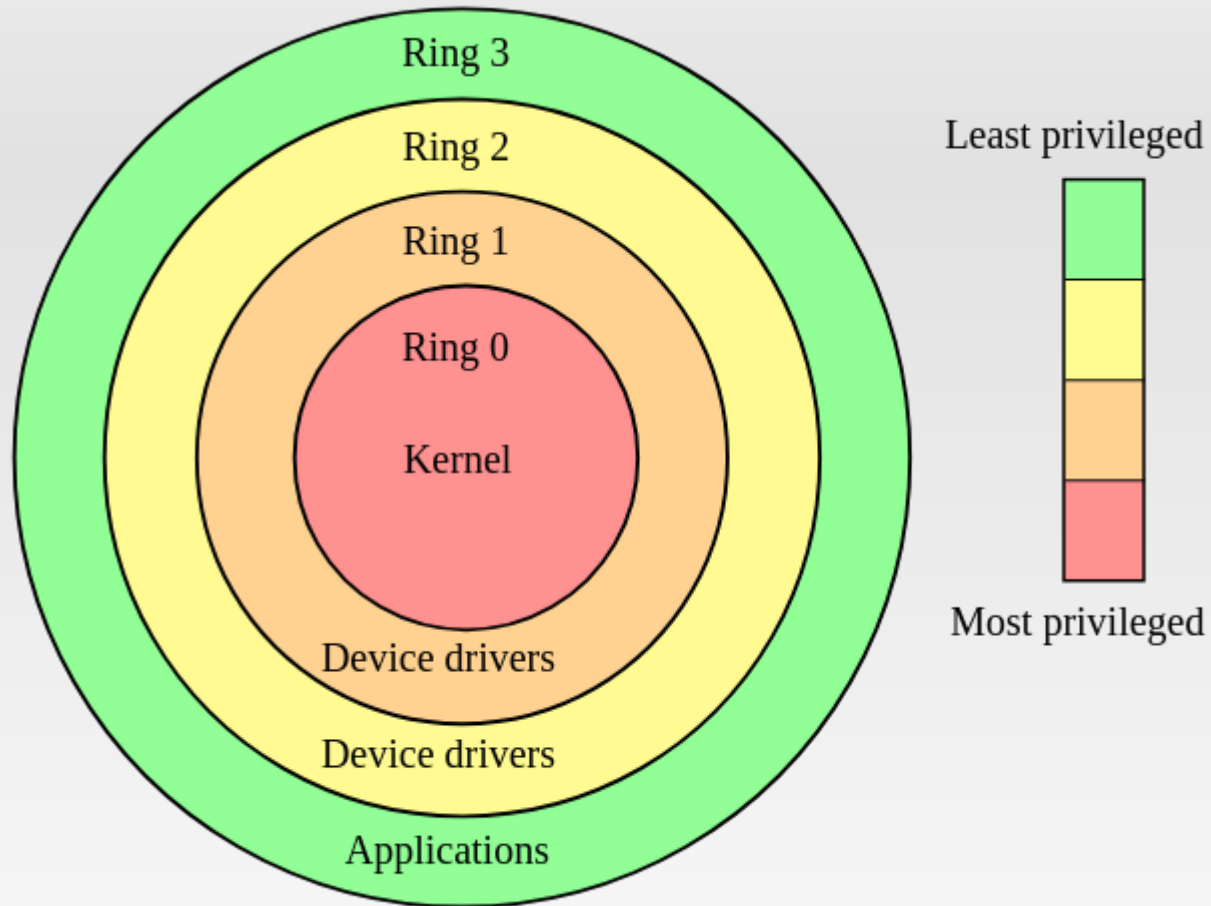 Ring 3
Ring 2
Ring 1
Ring 0
Kernel
Device drivers
Device drivers
Applications
Least privileged
Most privileged